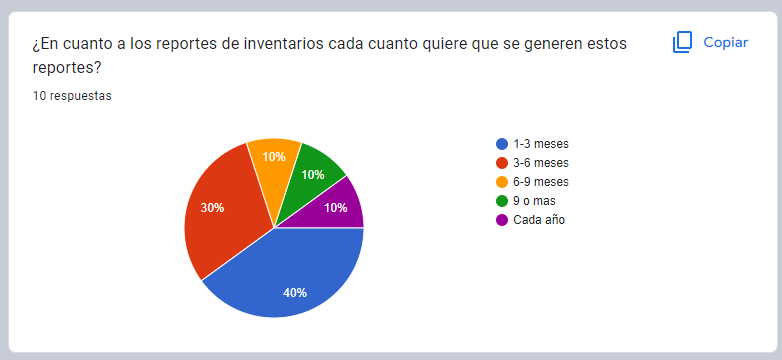 ¿En cuanto a los reportes de inventarios cada cuanto quiere que se generen estos
reportes?
Copiar
10 respuestas
10%
10%
10%
30%
40%
1-3 meses
3-6 meses
6-9 meses
9 o mas
Cada año